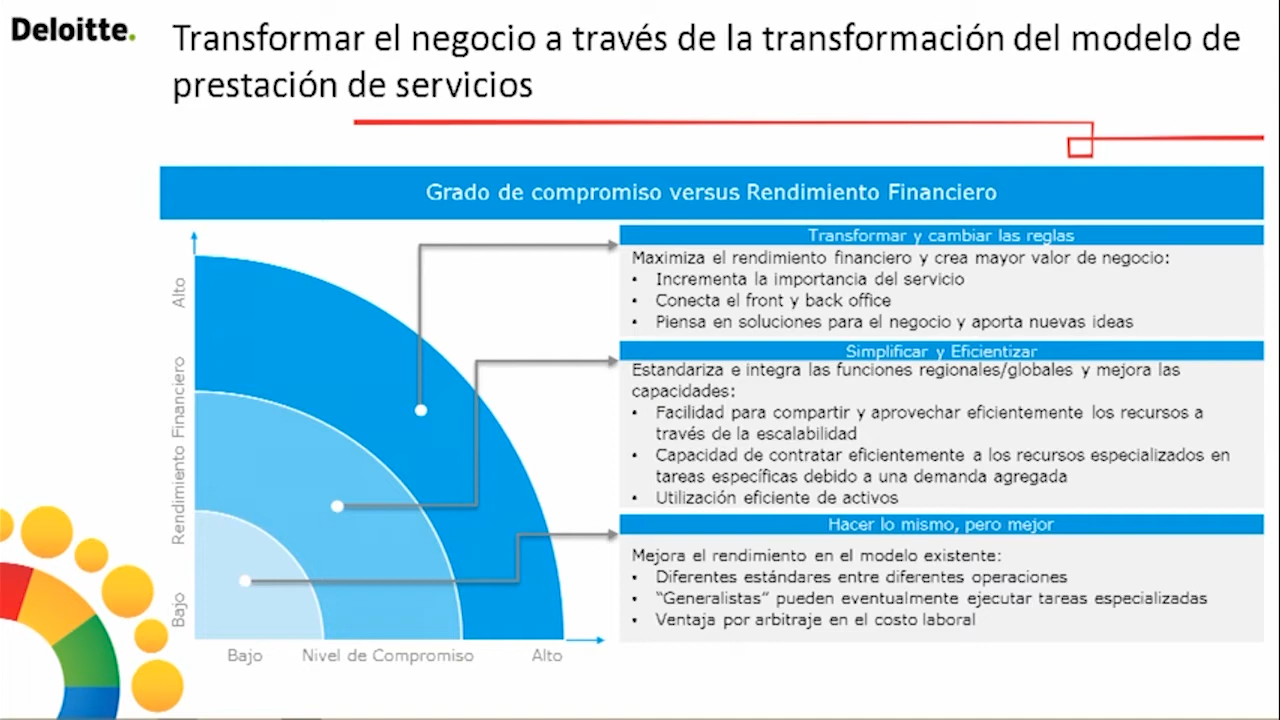 Deloitte.
Transformar el negocio a través de la transformación del modelo de
prestación de servicios
Grado de compromiso versus Rendimiento Financiero
Alto
Rendimiento Financiero
Bajo
Bajo
Nivel de Compromiso
Alto
Transformar y cambiar las reglas
Maximiza el rendimiento financiero y crea mayor valor de negocio:
• Incrementa la importancia del servicio
• Conecta el front y back office
• Piensa en soluciones para el negocio y aporta nuevas ideas
Simplificar y Eficientizar
Estandariza e integra las funciones regionales/globales y mejora las
capacidades:
• Facilidad para compartir y aprovechar eficientemente los recursos a
través de la escalabilidad
• Capacidad de contratar eficientemente a los recursos especializados en
tareas específicas debido a una demanda agregada
• Utilización eficiente de activos
Hacer lo mismo, pero mejor
Mejora el rendimiento en el modelo existente:
• Diferentes estándares entre diferentes operaciones
• “Generalistas” pueden eventualmente ejecutar tareas especializadas
• Ventaja por arbitraje en el costo laboral